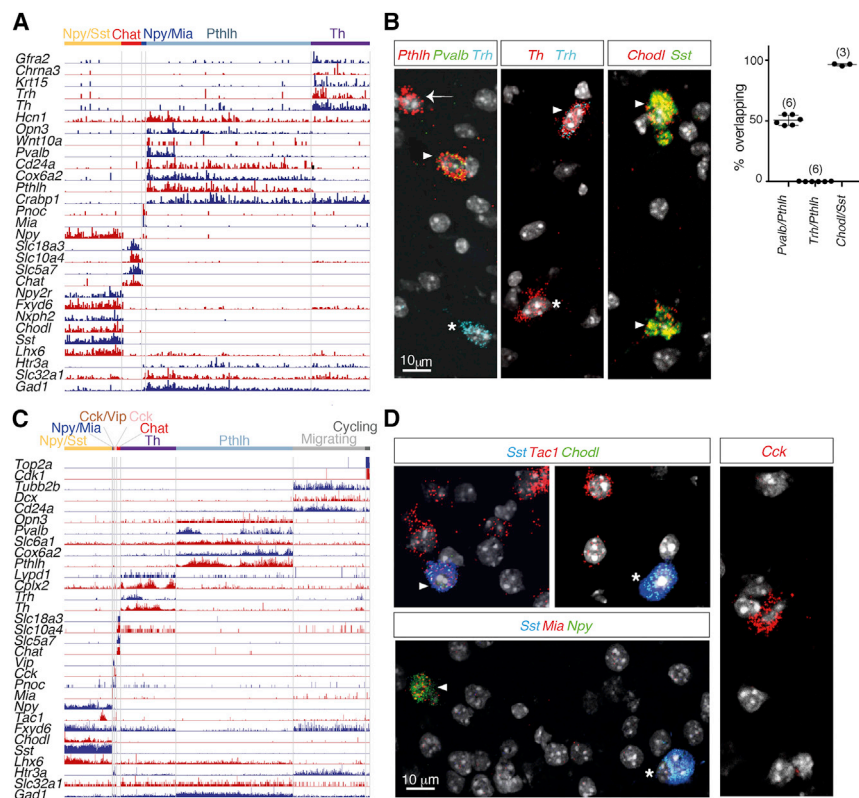 A
Npy/Sst Chat Npy/Mia Pthlh Th
Gfra2
Chrna3
Krt15
Trh
Th
Hcn1
Opn3
Wnt10a
Pvalb
Cd24a
Cox6a2
Pthlh
Crabp1
Pnoc
Mia
Npy
Slc18a3
Slc10a4
Slc5a7
Chat
Npy2r
Fxyd6
Nxph2
Chodl
Sst
Lhx6
Htr3a
Slc32a1
Gad1
B
Pthlh Pvalb Trh
Th Trh
Chodl Sst
*
*
10µm
% overlapping
100
50
0
(6)
(6)
(3)
Pvalb/Pthlh
Trh/Pthlh
Chodl/Sst
C
Cck/Vip Cck
Npy/Mia Chat Cycling
Npy/Sst Th Pthlh Migrating
Top2a
Cdk1
Tubb2b
Dcx
Cd24a
Opn3
Pvalb
Slc6a1
Cox6a2
Pthlh
Lypd1
Cplx2
Trh
Th
Slc18a3
Slc10a4
Slc5a7
Chat
Vip
Cck
Pnoc
Mia
Npy
Tac1
Fxyd6
Chodl
Sst
Lhx6
Htr3a
Slc32a1
Gad1
D
Sst Tac1 Chodl
*
Sst Mia Npy
*
10 µm
Cck